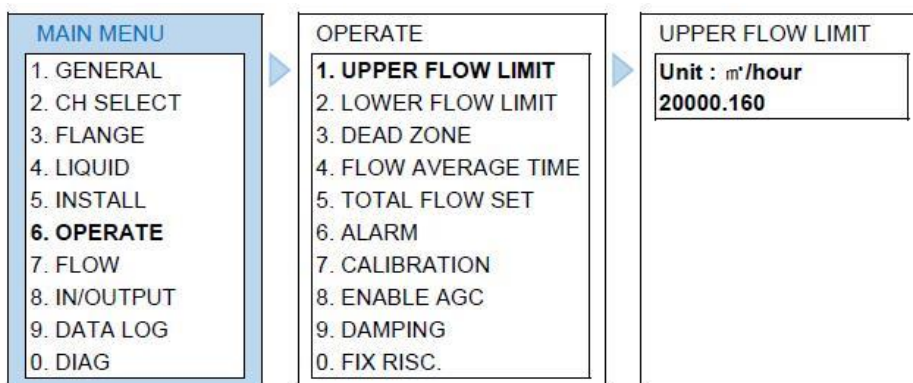 MAIN MENU
1. GENERAL
2. CH SELECT
3. FLANGE
4. LIQUID
5. INSTALL
6. OPERATE
7. FLOW
8. IN/OUTPUT
9. DATA LOG
0. DIAG
OPERATE
1. UPPER FLOW LIMIT
2. LOWER FLOW LIMIT
3. DEAD ZONE
4. FLOW AVERAGE TIME
5. TOTAL FLOW SET
6. ALARM
7. CALIBRATION
8. ENABLE AGC
9. DAMPING
0. FIX RISC.
UPPER FLOW LIMIT
Unit : ㎥/hour
20000.160